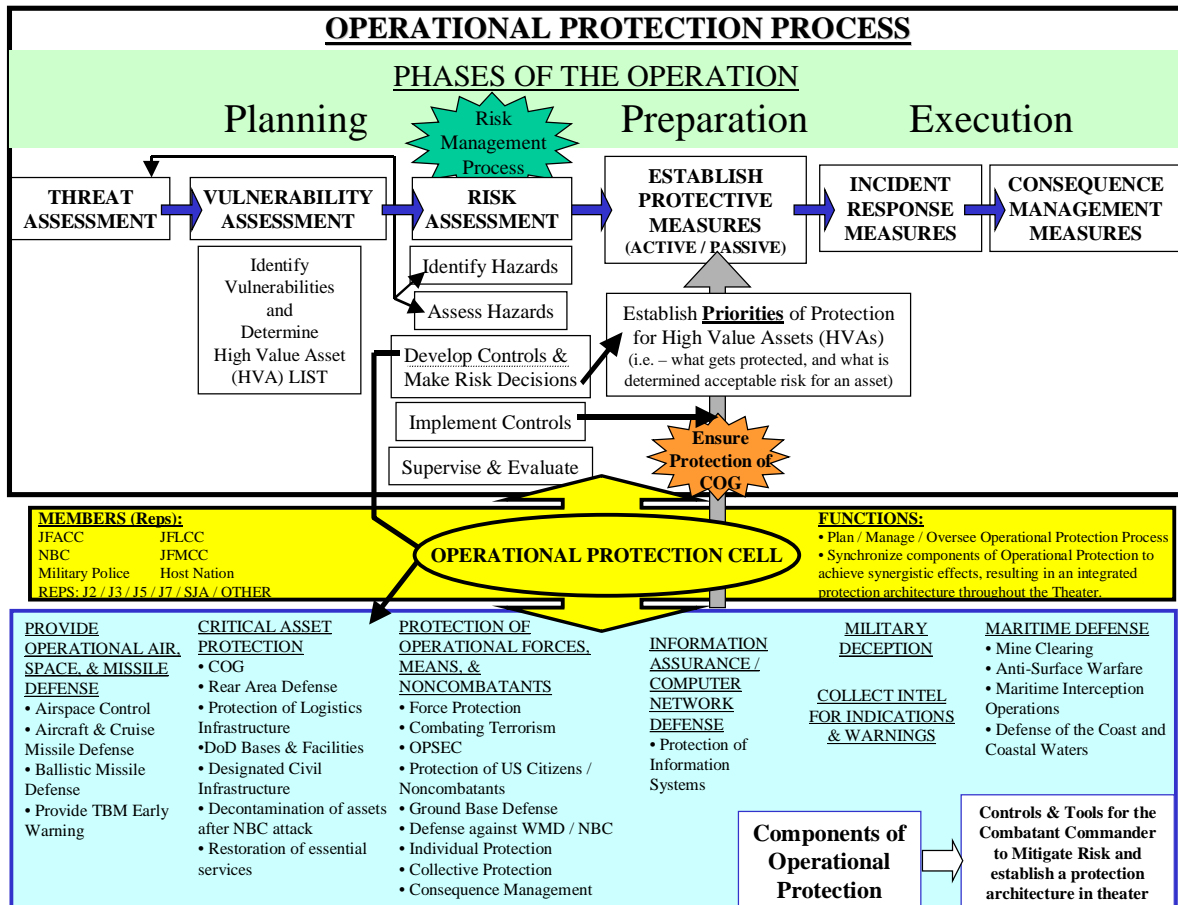 OPERATIONAL PROTECTION PROCESS
PHASES OF THE OPERATION
Planning
Preparation
Execution
Risk
Management
Process
THREAT
ASSESSMENT
VULNERABILITY
ASSESSMENT
RISK
ASSESSMENT
ESTABLISH
PROTECTIVE
MEASURES
(ACTIVE / PASSIVE)
INCIDENT
RESPONSE
MEASURES
CONSEQUENCE
MANAGEMENT
MEASURES
Identify
Vulnerabilities
and
Determine
High Value Asset
(HVA) LIST
Identify Hazards
Assess Hazards
Develop Controls &
Make Risk Decisions
Implement Controls
Supervise & Evaluate
Establish Priorities of Protection
for High Value Assets (HVAs)
(i.e. – what gets protected, and what is
determined acceptable risk for an asset)
Ensure
Protection of
COG
MEMBERS (Reps):
JFACC JFLCC
NBC JFMCC
Military Police Host Nation
REPS: J2 / J3 / J5 / J7 / SJA / OTHER
OPERATIONAL PROTECTION CELL
FUNCTIONS:
• Plan / Manage / Oversee Operational Protection Process
• Synchronize components of Operational Protection to
achieve synergistic effects, resulting in an integrated
protection architecture throughout the Theater.
PROVIDE
OPERATIONAL AIR,
SPACE, & MISSILE
DEFENSE
• Airspace Control
• Aircraft & Cruise
Missile Defense
• Ballistic Missile
Defense
• Provide TBM Early
Warning
CRITICAL ASSET
PROTECTION
• COG
• Rear Area Defense
• Protection of Logistics
Infrastructure
•DoD Bases & Facilities
• Designated Civil
Infrastructure
• Decontamination of assets
after NBC attack
• Restoration of essential
services
PROTECTION OF
OPERATIONAL FORCES,
MEANS, &
NONCOMBATANTS
• Force Protection
• Combating Terrorism
• OPSEC
• Protection of US Citizens /
Noncombatants
• Ground Base Defense
• Defense against WMD / NBC
• Individual Protection
• Collective Protection
• Consequence Management
INFORMATION
ASSURANCE /
COMPUTER
NETWORK
DEFENSE
• Protection of
Information
Systems
MILITARY
DECEPTION
COLLECT INTEL
FOR INDICATIONS
& WARNINGS
MARITIME DEFENSE
• Mine Clearing
• Anti-Surface Warfare
• Maritime Interception
Operations
• Defense of the Coast and
Coastal Waters
Components of
Operational
Protection
Controls & Tools for the
Combatant Commander
to Mitigate Risk and
establish a protection
architecture in theater